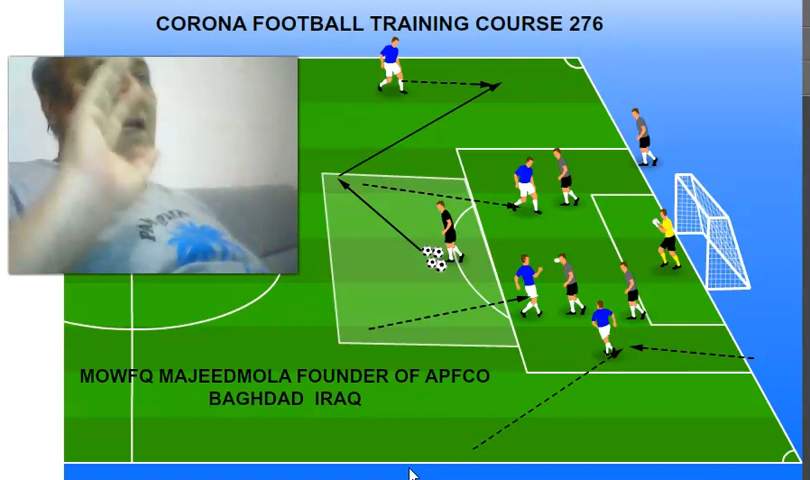 CORONA FOOTBALL TRAINING COURSE 276
MOWFQ MAJEEDMOLA FOUNDER OF APFCO
BAGHDAD IRAQ